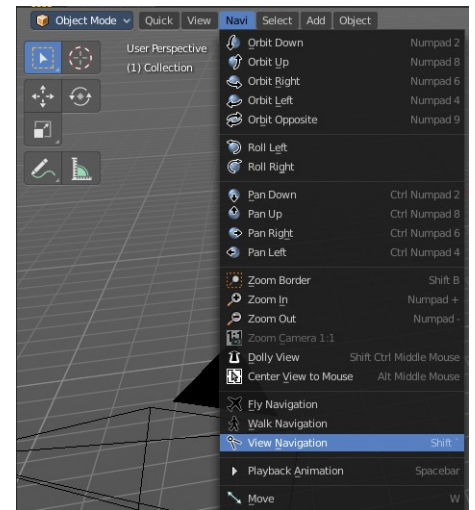 Object Mode Quick View Navi Select Add Object
User Perspective
(1) Collection
Orbit Down Numpad 2
Orbit Up Numpad 8
Orbit Right Numpad 6
Orbit Left Numpad 4
Orbit Opposite Numpad 9
Roll Left
Roll Right
Pan Down Ctrl Numpad 2
Pan Up Ctrl Numpad 8
Pan Right Ctrl Numpad 6
Pan Left Ctrl Numpad 4
Zoom Border Shift B
Zoom In Numpad +
Zoom Out Numpad -
Zoom Camera 1:1
Dolly View Shift Ctrl Middle Mouse
Center View to Mouse Alt Middle Mouse
Fly Navigation
Walk Navigation
View Navigation Shift `
Playback Animation Spacebar
Move W